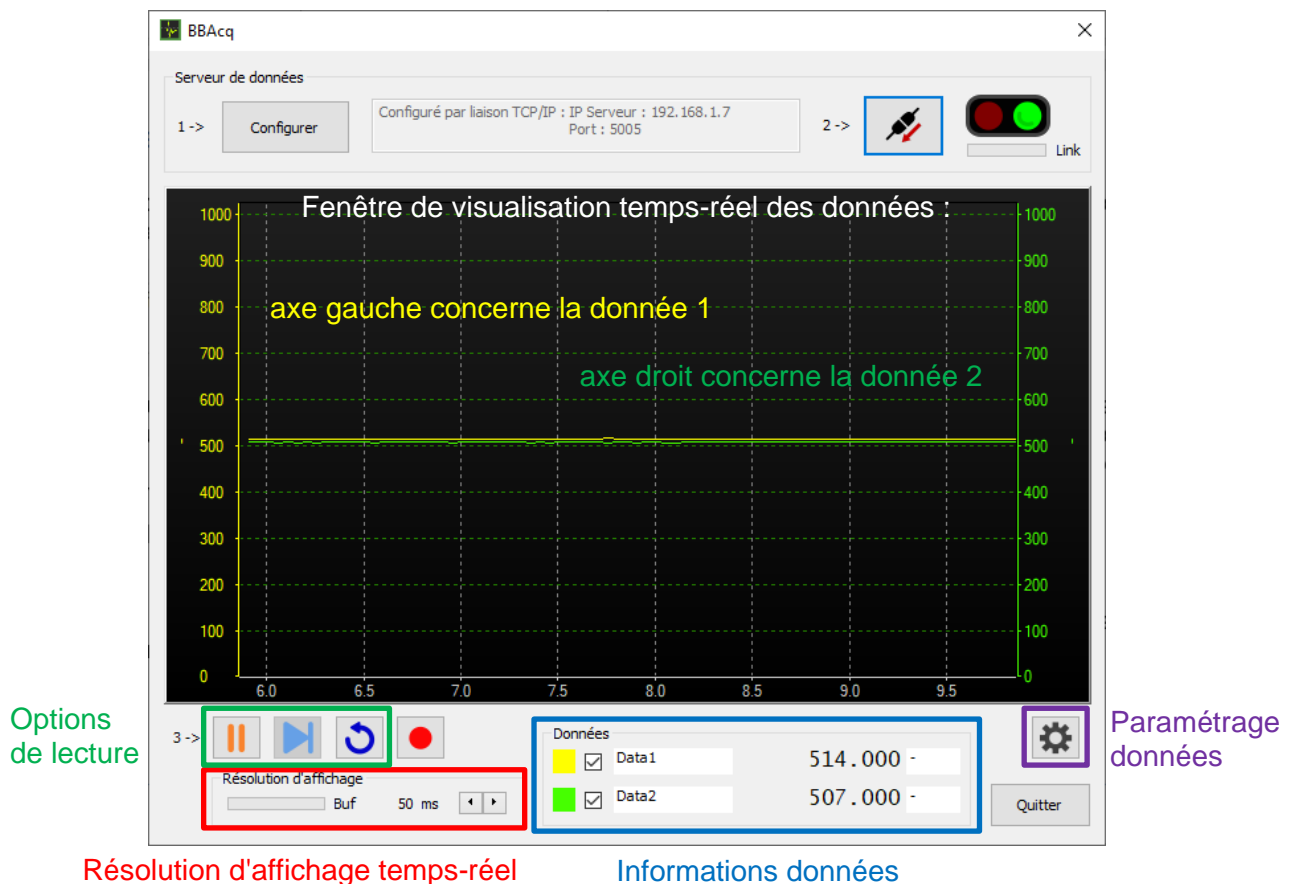 BBAcq
Serveur de données
1 ->
Configurer
Configuré par liaison TCP/IP : IP Serveur : 192.168.1.7
Port : 5005
2 ->
Link
Fenêtre de visualisation temps-réel des données :
axe gauche concerne la donnée 1
axe droit concerne la donnée 2
1000
900
800
700
600
500
400
300
200
100
0
1000
900
800
700
600
500
400
300
200
100
0
6.0 6.5 7.0 7.5 8.0 8.5 9.0 9.5
Options
de lecture
3 ->
Résolution d'affichage
Buf 50 ms
Données
Data1 514.000 -
Data2 507.000 -
Paramétrage
données
Quitter
Résolution d'affichage temps-réel
Informations données